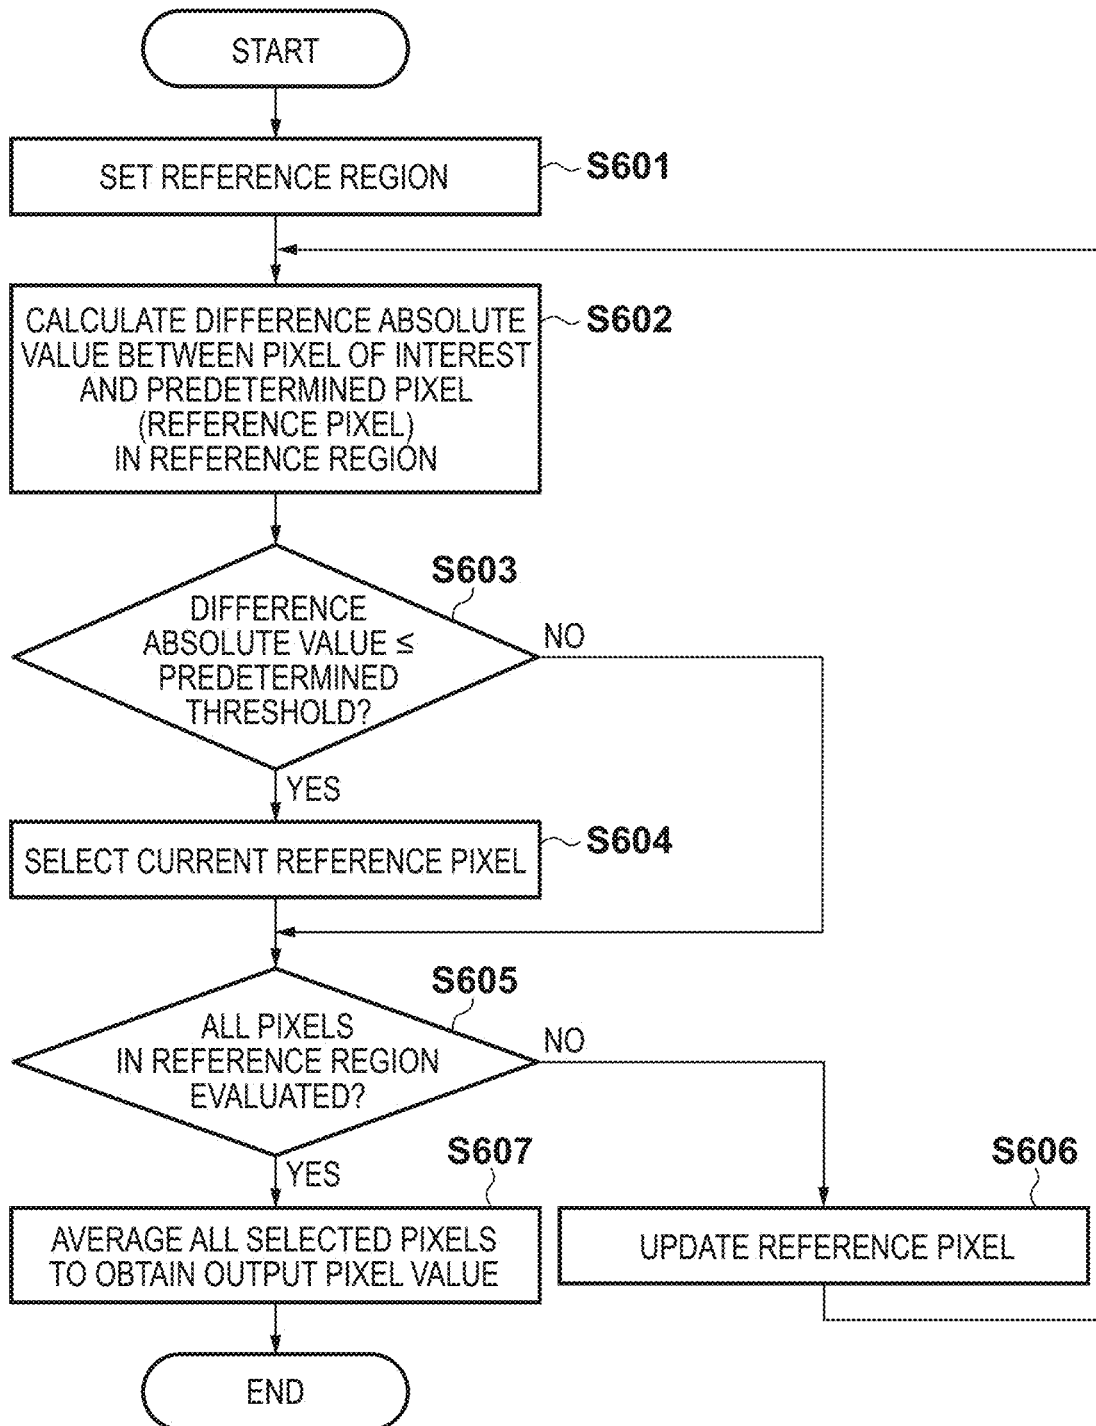 START
SET REFERENCE REGION
S601
CALCULATE DIFFERENCE ABSOLUTE
VALUE BETWEEN PIXEL OF INTEREST
AND PREDETERMINED PIXEL
(REFERENCE PIXEL)
IN REFERENCE REGION
S602
S603
DIFFERENCE
ABSOLUTE VALUE ≤
PREDETERMINED
THRESHOLD?
NO
YES
SELECT CURRENT REFERENCE PIXEL
S604
S605
ALL PIXELS
IN REFERENCE REGION
EVALUATED?
NO
YES
S607
AVERAGE ALL SELECTED PIXELS
TO OBTAIN OUTPUT PIXEL VALUE
S606
UPDATE REFERENCE PIXEL
END